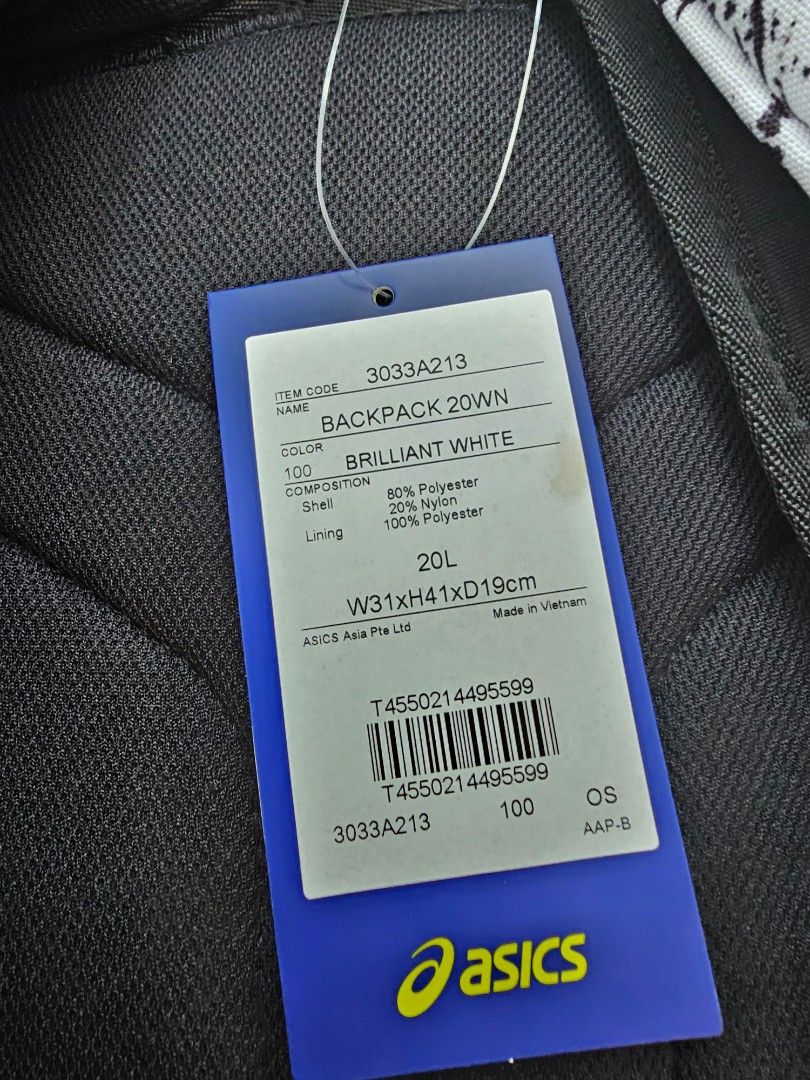 ITEM CODE 3033A213
NAME
BACKPACK 20WN
COLOR
100 BRILLIANT WHITE
COMPOSITION
Shell 80% Polyester
20% Nylon
Lining 100% Polyester
20L
W31xH41xD19cm
ASICS Asia Pte Ltd Made in Vietnam
T4550214495599
T4550214495599
3033A213 100 OS
AAP-B
asics